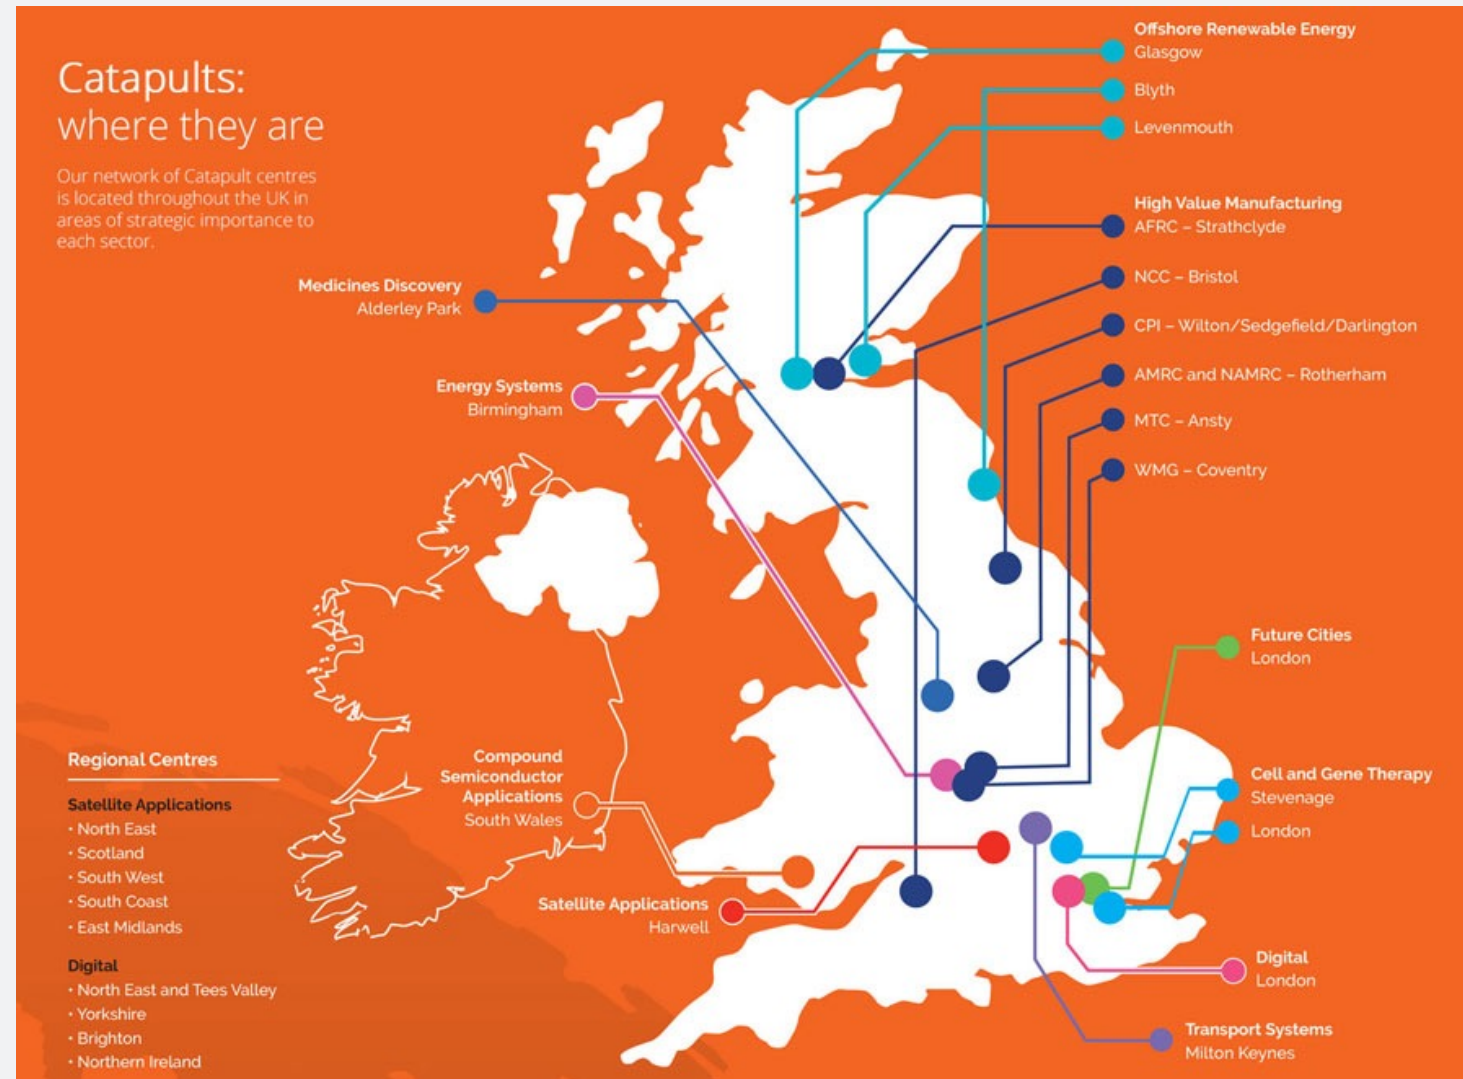 Catapults:
where they are
Our network of Catapult centres
is located throughout the UK in
areas of strategic importance to
each sector.
Offshore Renewable Energy
Glasgow
Blyth
Levenmouth
High Value Manufacturing
AFRC – Strathclyde
NCC – Bristol
CPI – Wilton/Sedgefield/Darlington
AMRC and NAMRC – Rotherham
MTC – Ansty
WMG – Coventry
Medicines Discovery
Alderley Park
Energy Systems
Birmingham
Future Cities
London
Compound
Semiconductor
Applications
South Wales
Cell and Gene Therapy
Stevenage
London
Satellite Applications
Harwell
Digital
London
Transport Systems
Milton Keynes
Regional Centres
Satellite Applications
• North East
• Scotland
• South West
• South Coast
• East Midlands
Digital
• North East and Tees Valley
• Yorkshire
• Brighton
• Northern Ireland